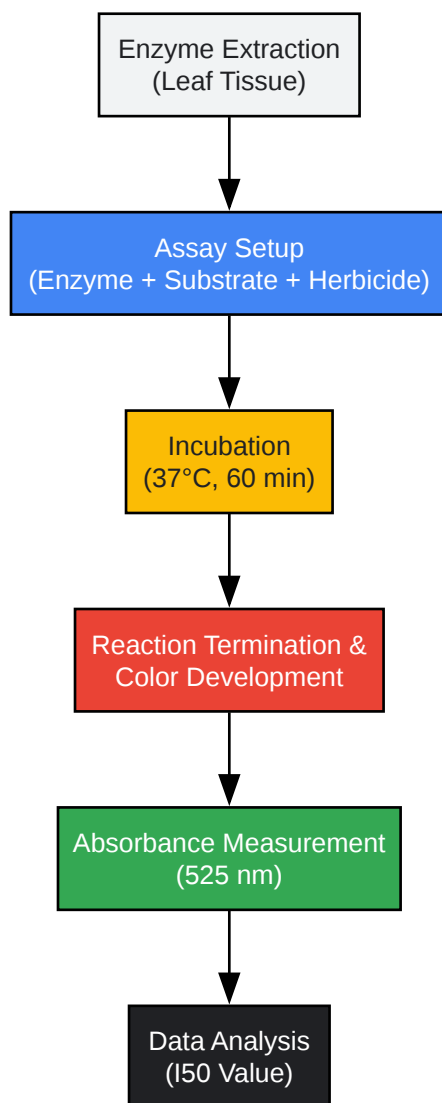 Enzyme Extraction
(Leaf Tissue)
Assay Setup
(Enzyme + Substrate + Herbicide)
Incubation
(37°C, 60 min)
Reaction Termination &
Color Development
Absorbance Measurement
(525 nm)
Data Analysis
(I50 Value)